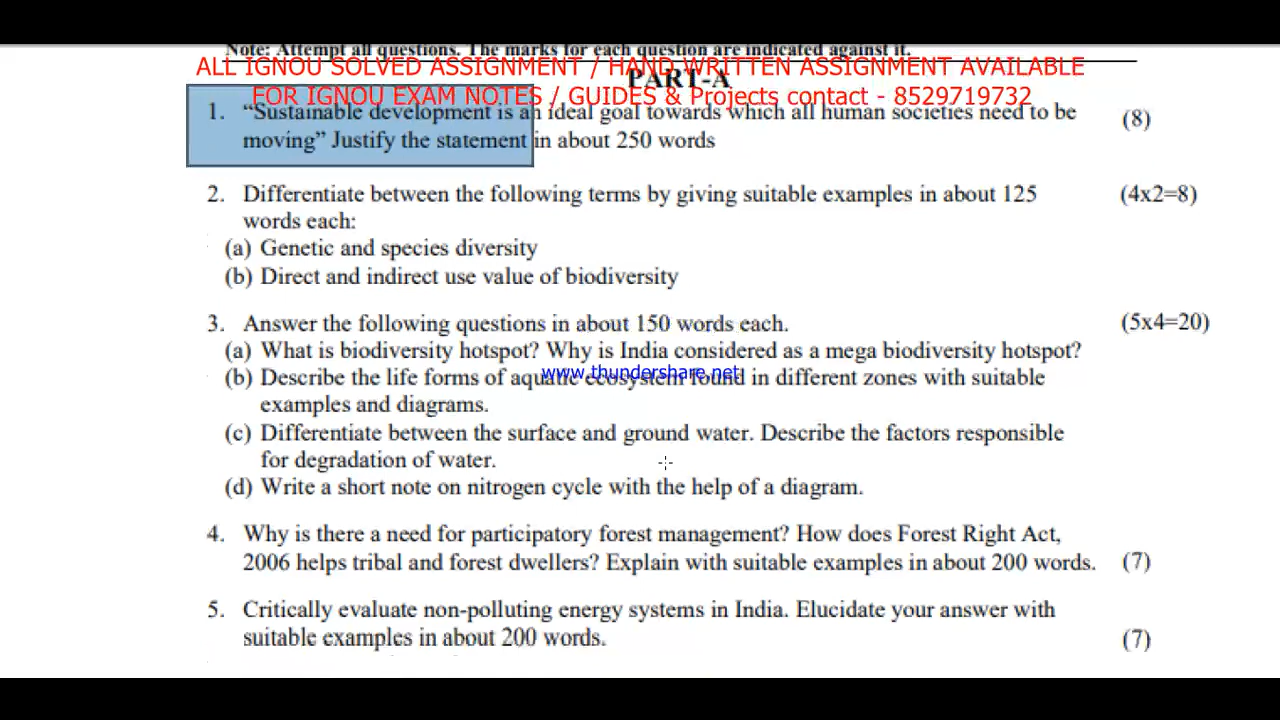 Note: Attempt all questions. The marks for each question are indicated against it.
ALL IGNOU SOLVED ASSIGNMENT / HAND WRITTEN ASSIGNMENT AVAILABLE
PART-A
FOR IGNOU EXAM NOTES / GUIDES & Projects contact - 8529719732
1. “Sustainable development is an ideal goal towards which all human societies need to be (8)
moving” Justify the statement in about 250 words
2. Differentiate between the following terms by giving suitable examples in about 125 (4x2=8)
words each:
(a) Genetic and species diversity
(b) Direct and indirect use value of biodiversity
3. Answer the following questions in about 150 words each. (5x4=20)
(a) What is biodiversity hotspot? Why is India considered as a mega biodiversity hotspot?
www.thundershare.net
(b) Describe the life forms of aquatic ecosystem found in different zones with suitable
examples and diagrams.
(c) Differentiate between the surface and ground water. Describe the factors responsible
for degradation of water.
(d) Write a short note on nitrogen cycle with the help of a diagram.
4. Why is there a need for participatory forest management? How does Forest Right Act,
2006 helps tribal and forest dwellers? Explain with suitable examples in about 200 words. (7)
5. Critically evaluate non-polluting energy systems in India. Elucidate your answer with
suitable examples in about 200 words. (7)